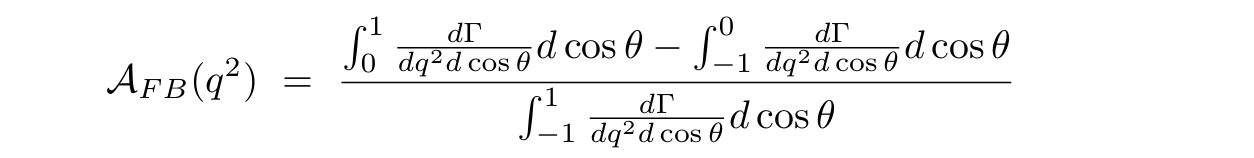 \mathcal{A}_{FB}(q^2) = \frac{\int_0^1 \frac{d\Gamma}{dq^2 d\cos\theta} d\cos\theta - \int_{-1}^0 \frac{d\Gamma}{dq^2 d\cos\theta} d\cos\theta}{\int_{-1}^1 \frac{d\Gamma}{dq^2 d\cos\theta} d\cos\theta}